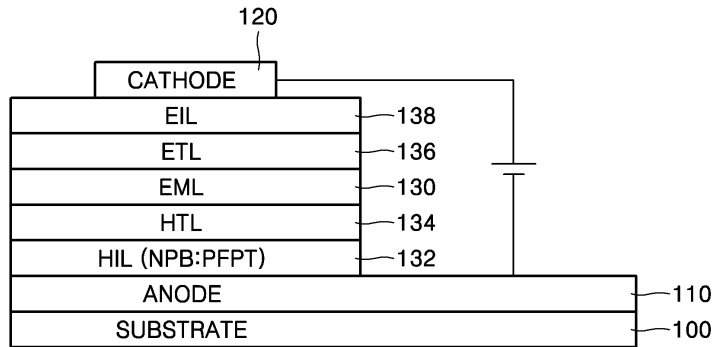 120
CATHODE
EIL 138
ETL 136
EML 130
HTL 134
HIL (NPB:PFPT) 132
ANODE 110
SUBSTRATE 100